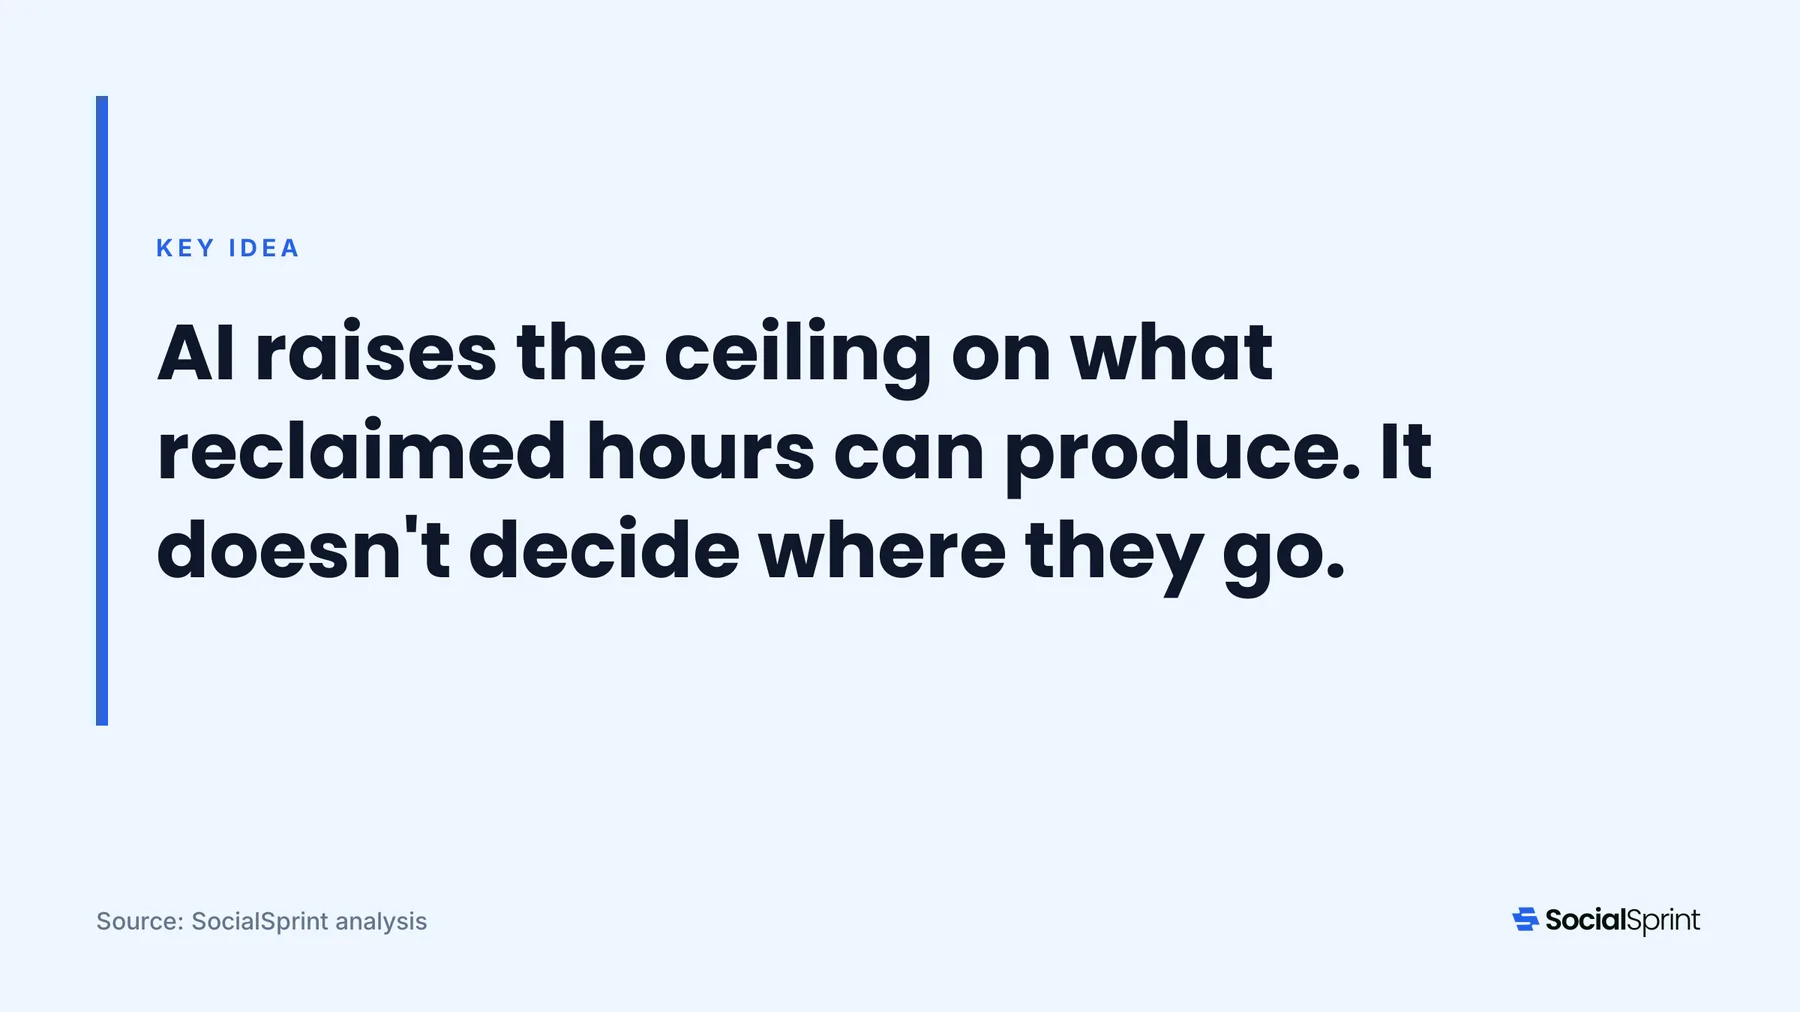 KEY IDEA
AI raises the ceiling on what
reclaimed hours can produce. It
doesn't decide where they go.
Source: SocialSprint analysis
SocialSprint